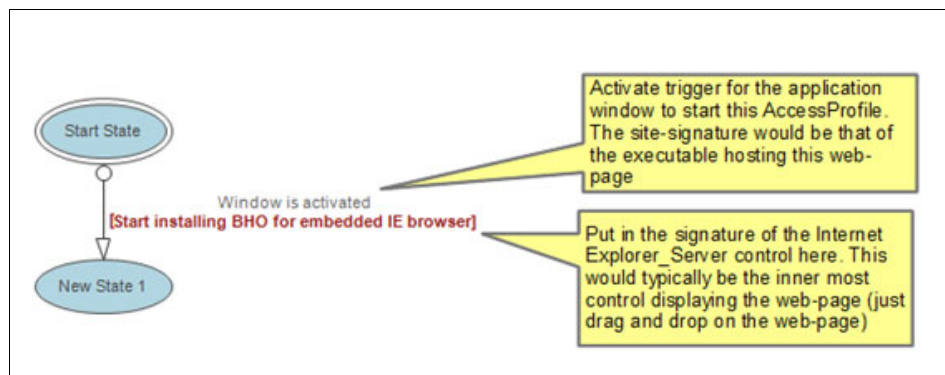 Start State
Window is activated
[Start installing BHO for embedded IE browser]
New State 1
Activate trigger for the application
window to start this AccessProfile.
The site-signature would be that of
the executable hosting this web-
page
Put in the signature of the Internet
Explorer_Server control here. This
would typically be the inner most
control displaying the web-page (just
drag and drop on the web-page)